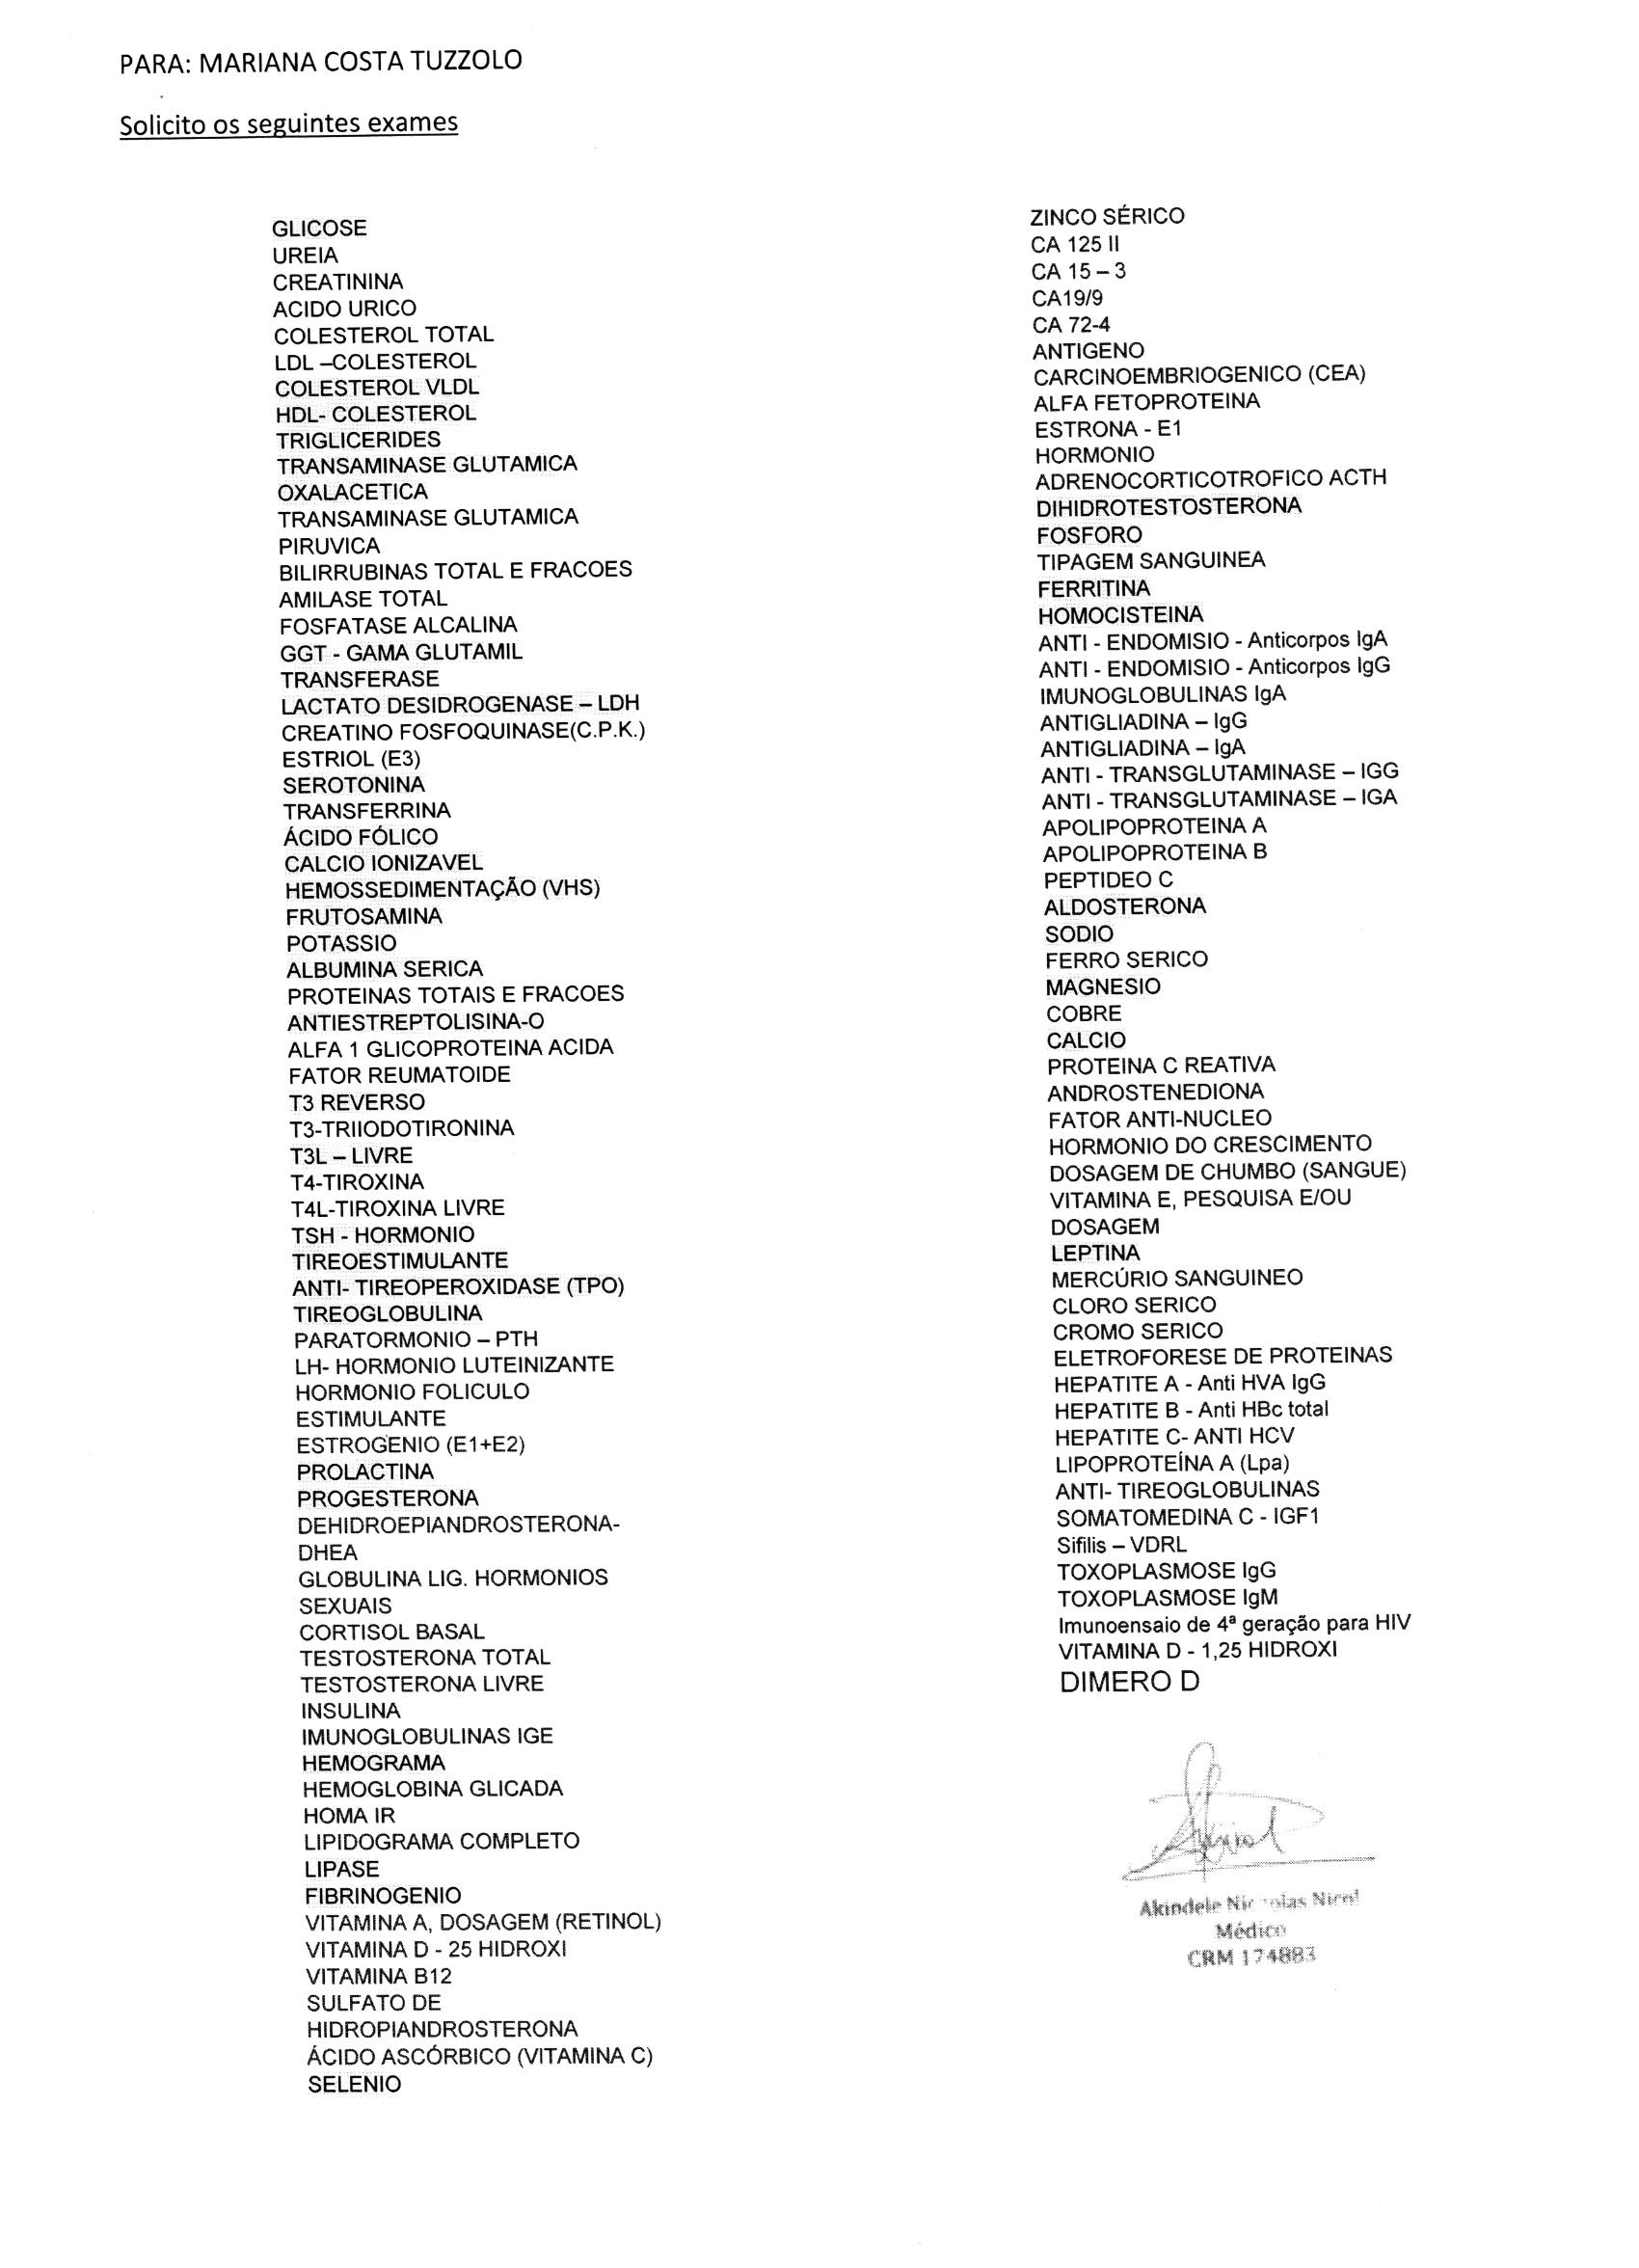 PARA: MARIANA COSTA TUZZOLO
Solicito os seguintes exames
GLICOSE
UREIA
CREATININA
ACIDO URICO
COLESTEROL TOTAL
LDL –COLESTEROL
COLESTEROL VLDL
HDL- COLESTEROL
TRIGLICERIDES
TRANSAMINASE GLUTAMICA
OXALACETICA
TRANSAMINASE GLUTAMICA
PIRUVICA
BILIRRUBINAS TOTAL E FRACOES
AMILASE TOTAL
FOSFATASE ALCALINA
GGT - GAMA GLUTAMIL
TRANSFERASE
LACTATO DESIDROGENASE – LDH
CREATINO FOSFOQUINASE(C.P.K.)
ESTRIOL (E3)
SEROTONINA
TRANSFERRINA
ÁCIDO FÓLICO
CALCIO IONIZAVEL
HEMOSSEDIMENTAÇÃO (VHS)
FRUTOSAMINA
POTASSIO
ALBUMINA SERICA
PROTEINAS TOTAIS E FRACOES
ANTIESTREPTOLISINA-O
ALFA 1 GLICOPROTEINA ACIDA
FATOR REUMATOIDE
T3 REVERSO
T3-TRIIODOTIRONINA
T3L – LIVRE
T4-TIROXINA
T4L-TIROXINA LIVRE
TSH - HORMONIO
TIREOESTIMULANTE
ANTI- TIREOPEROXIDASE (TPO)
TIREOGLOBULINA
PARATORMONIO – PTH
LH- HORMONIO LUTEINIZANTE
HORMONIO FOLICULO
ESTIMULANTE
ESTROGENIO (E1+E2)
PROLACTINA
PROGESTERONA
DEHIDROEPIANDROSTERONA-
DHEA
GLOBULINA LIG. HORMONIOS
SEXUAIS
CORTISOL BASAL
TESTOSTERONA TOTAL
TESTOSTERONA LIVRE
INSULINA
IMUNOGLOBULINAS IGE
HEMOGRAMA
HEMOGLOBINA GLICADA
HOMA IR
LIPIDOGRAMA COMPLETO
LIPASE
FIBRINOGENIO
VITAMINA A, DOSAGEM (RETINOL)
VITAMINA D - 25 HIDROXI
VITAMINA B12
SULFATO DE
HIDROPIANDROSTERONA
ÁCIDO ASCÓRBICO (VITAMINA C)
SELENIO
ZINCO SÉRICO
CA 125 II
CA 15 – 3
CA19/9
CA 72-4
ANTIGENO
CARCINOEMBRIOGENICO (CEA)
ALFA FETOPROTEINA
ESTRONA - E1
HORMONIO
ADRENOCORTICOTROFICO ACTH
DIHIDROTESTOSTERONA
FOSFORO
TIPAGEM SANGUINEA
FERRITINA
HOMOCISTEINA
ANTI - ENDOMISIO - Anticorpos IgA
ANTI - ENDOMISIO - Anticorpos IgG
IMUNOGLOBULINAS IgA
ANTIGLIADINA – IgG
ANTIGLIADINA – IgA
ANTI - TRANSGLUTAMINASE – IGG
ANTI - TRANSGLUTAMINASE – IGA
APOLIPOPROTEINA A
APOLIPOPROTEINA B
PEPTIDEO C
ALDOSTERONA
SODIO
FERRO SERICO
MAGNESIO
COBRE
CALCIO
PROTEINA C REATIVA
ANDROSTENEDIONA
FATOR ANTI-NUCLEO
HORMONIO DO CRESCIMENTO
DOSAGEM DE CHUMBO (SANGUE)
VITAMINA E, PESQUISA E/OU
DOSAGEM
LEPTINA
MERCÚRIO SANGUINEO
CLORO SERICO
CROMO SERICO
ELETROFORESE DE PROTEINAS
HEPATITE A - Anti HVA IgG
HEPATITE B - Anti HBc total
HEPATITE C- ANTI HCV
LIPOPROTEÍNA A (Lpa)
ANTI- TIREOGLOBULINAS
SOMATOMEDINA C - IGF1
Sifilis – VDRL
TOXOPLASMOSE IgG
TOXOPLASMOSE IgM
Imunoensaio de 4ª geração para HIV
VITAMINA D - 1,25 HIDROXI
DIMERO D
Akindele Nicol
Médico
CRM 174883